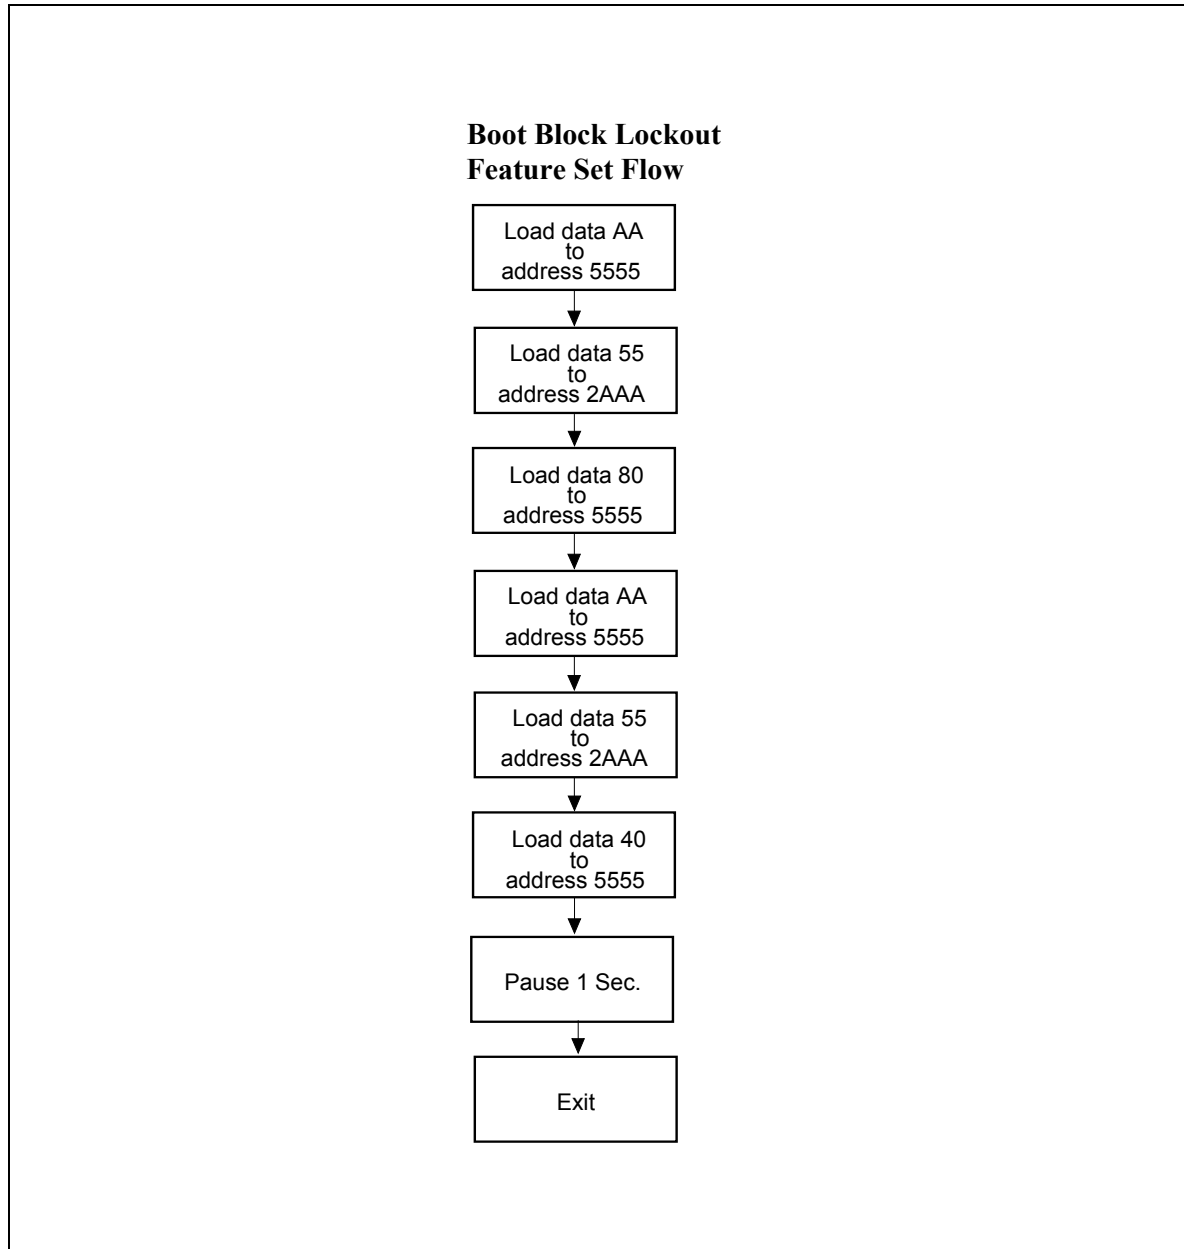 Boot Block Lockout
Feature Set Flow
Load data AA
to
address 5555
Load data 55
to
address 2AAA
Load data 80
to
address 5555
Load data AA
to
address 5555
Load data 55
to
address 2AAA
Load data 40
to
address 5555
Pause 1 Sec.
Exit